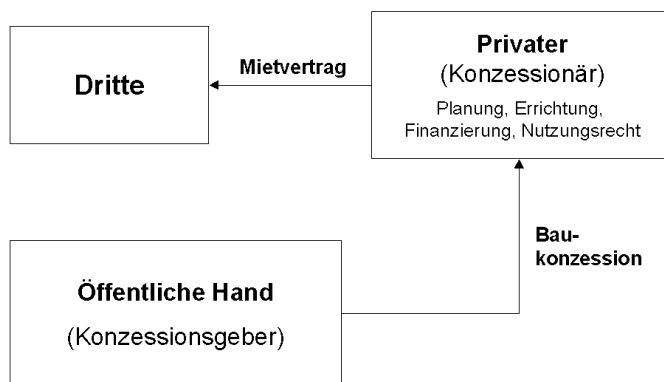 Dritte
Mietvertrag
Privater
(Konzessionär)
Planung, Errichtung,
Finanzierung, Nutzungsrecht
Bau-
konzession
Öffentliche Hand
(Konzessionsgeber)